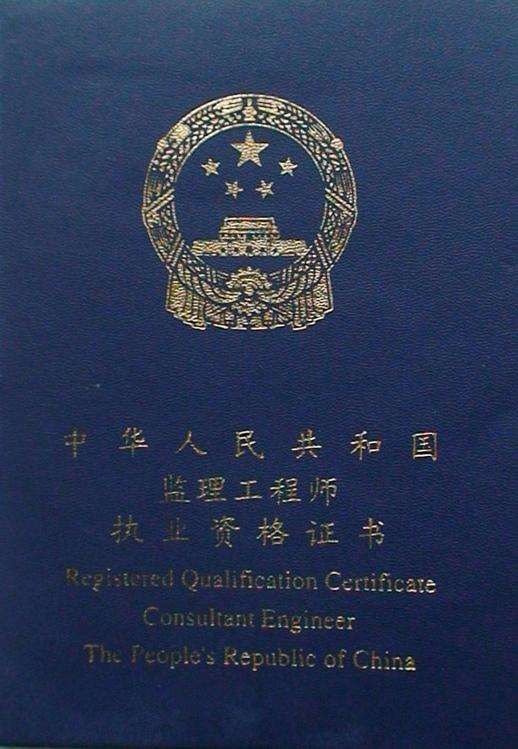 中华人民共和国
监理工程师
执业资格证书
Registered Qualification Certificate
Consultant Engineer
The People's Republic of China